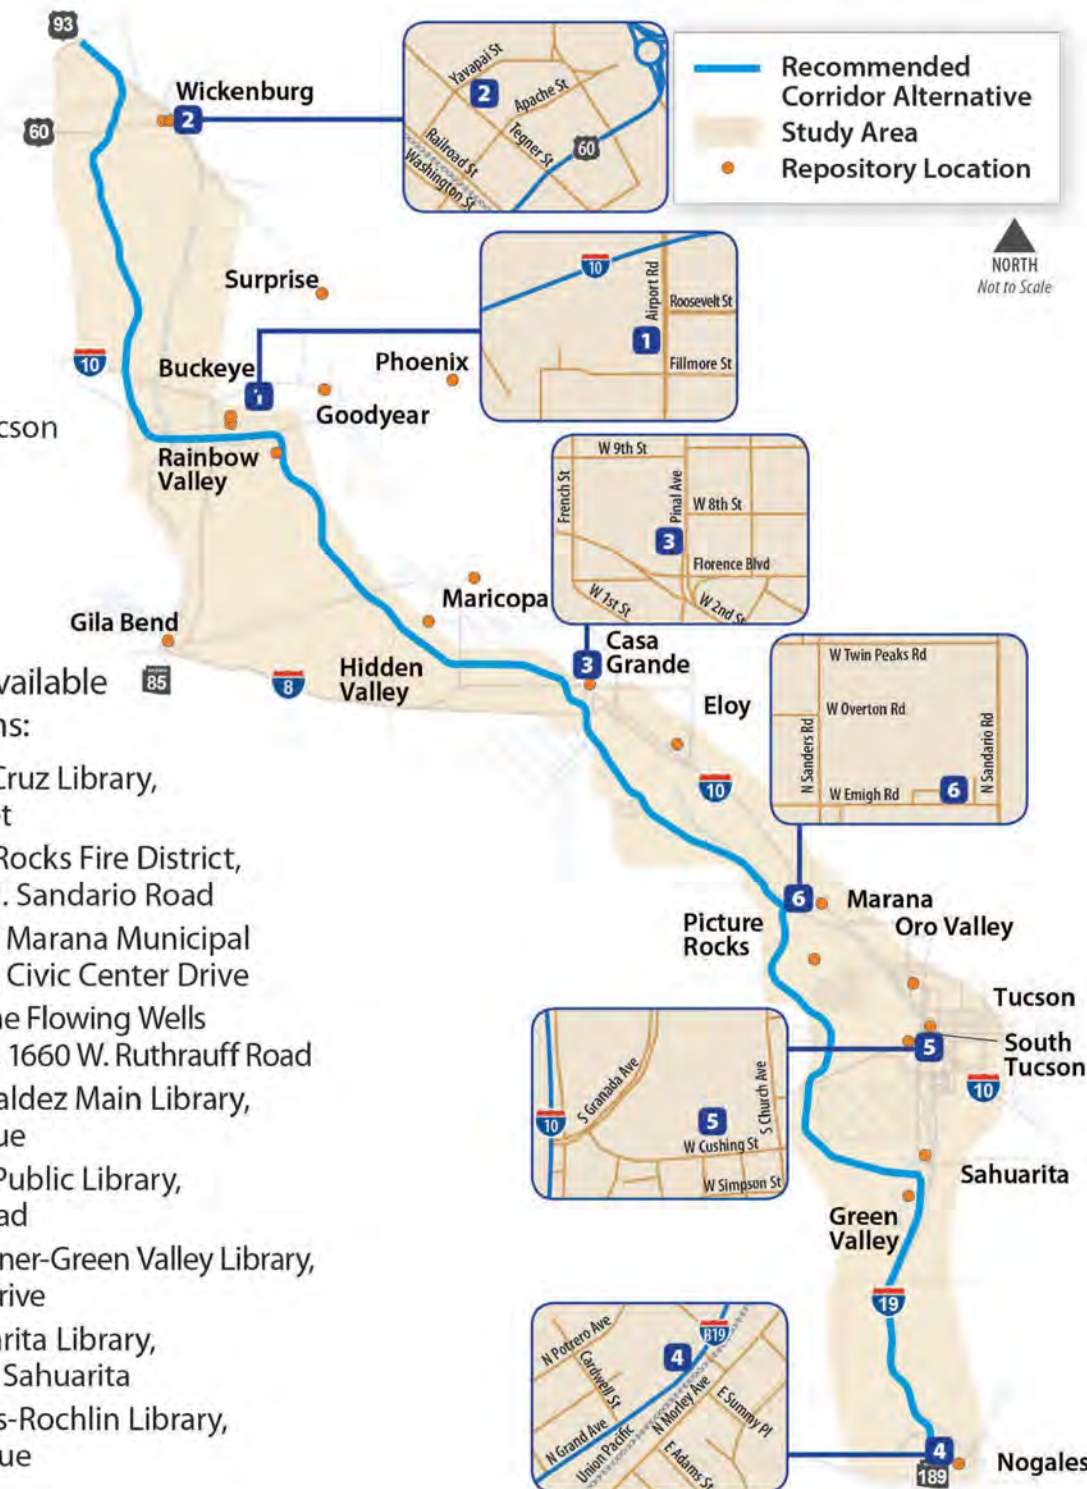 93
Wickenburg
2
60
Yavapai St
2
Apache St
Tegner St
60
Railroad St
Washington St
Recommended
Corridor Alternative
Study Area
Repository Location
NORTH
Not to Scale
Surprise
10
Buckeye
1
Phoenix
Goodyear
10
Airport Rd
Roosevelt St
1
Fillmore St
cson
Rainbow
Valley
W 9th St
French St
Pinal Ave
W 8th St
3
Florence Blvd
W 1st St
W 2nd St
Maricopa
Gila Bend
85
8
Hidden
Valley
3
Casa
Grande
Eloy
10
W Twin Peaks Rd
W Overton Rd
N Sanders Rd
N Sandario Rd
W Emigh Rd
6
vailable
ns:
Cruz Library,
et
Rocks Fire District,
. Sandario Road
Marana Municipal
Civic Center Drive
ne Flowing Wells
1660 W. Ruthrauff Road
aldez Main Library,
ue
Public Library,
ad
ner-Green Valley Library,
rive
rita Library,
Sahuarita
s-Rochlin Library,
ue
6
Marana
Picture
Rocks
Oro Valley
Tucson
5
South
Tucson
10
S Granada Ave
S Church Ave
10
5
W Cushing St
W Simpson St
Sahuarita
Green
Valley
19
N Potrero Ave
B19
4
Cardwell St
N Grand Ave
Union Pacific
N Morley Ave
E Summy Pl
E Adams St
4
189
Nogales